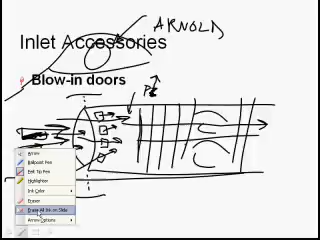 ARNOLD
Inlet Accessories
Blow-in doors
Arrow
Ballpoint Pen
Felt Tip Pen
Highlighter
Ink Color
Eraser
Erase All Ink on Slide
Arrow Options